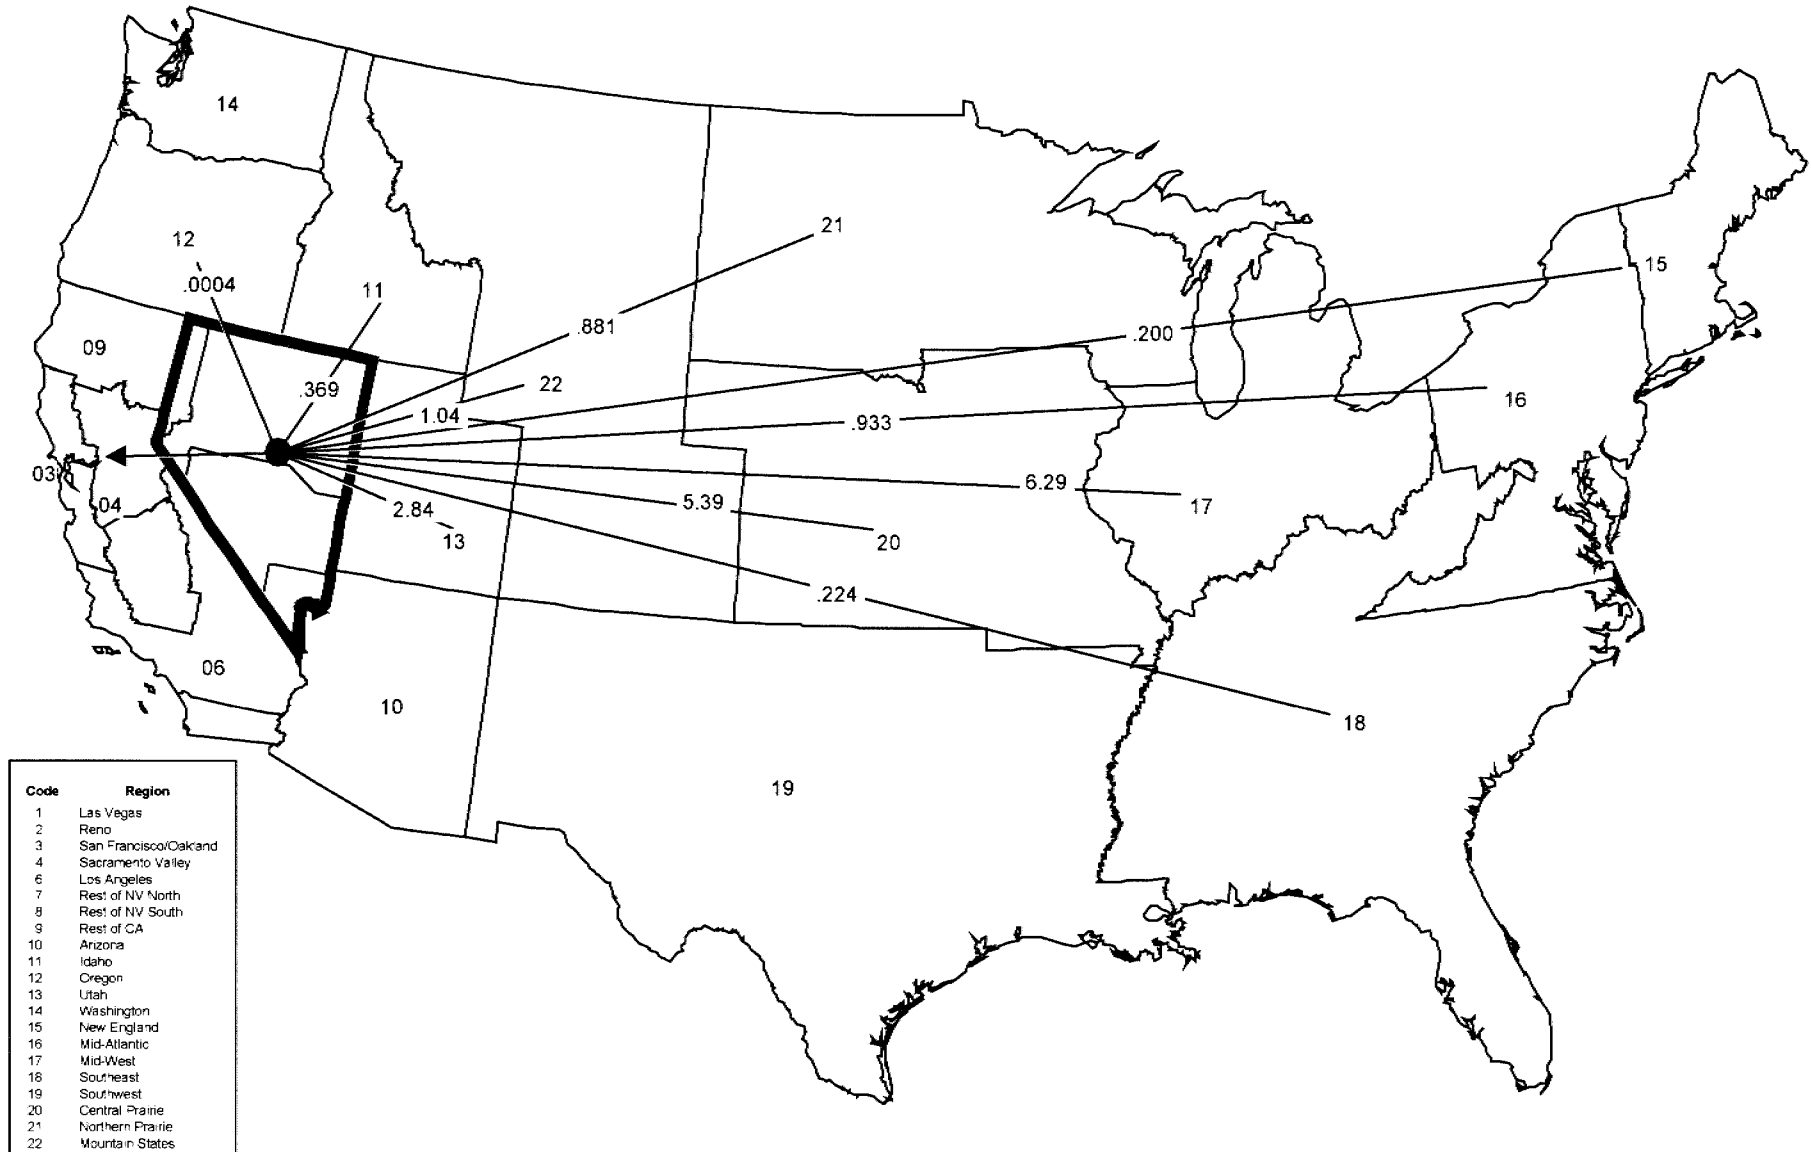 14
21
12
15
.0004
11
.881
.200
09
22
.369
1.04
16
.933
03
6.29
5.39
17
04
2.84
20
13
.224
06
10
18
19
Code Region
1 Las Vegas
2 Reno
3 San Francisco/Oakland
4 Sacramento Valley
6 Los Angeles
7 Rest of NV North
8 Rest of NV South
9 Rest of CA
10 Arizona
11 Idaho
12 Oregon
13 Utah
14 Washington
15 New England
16 Mid-Atlantic
17 Mid-West
18 Southeast
19 Southwest
20 Central Prairie
21 Northern Prairie
22 Mountain States